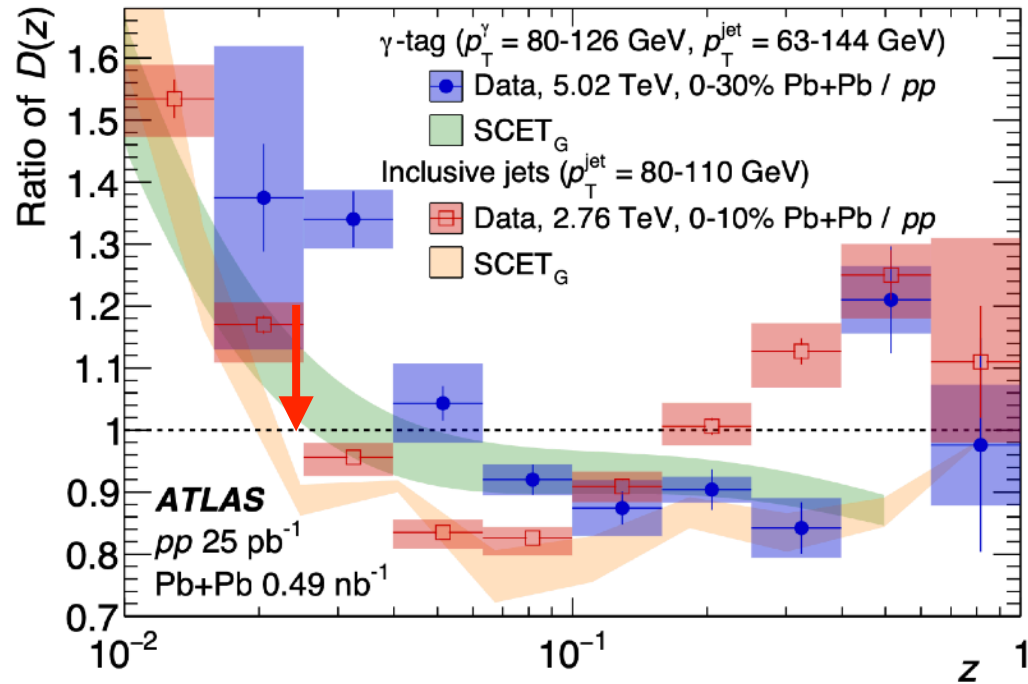 γ-tag (p_T^γ = 80-126 GeV, p_T^jet = 63-144 GeV)
Data, 5.02 TeV, 0-30% Pb+Pb / pp
SCET_G
Inclusive jets (p_T^jet = 80-110 GeV)
Data, 2.76 TeV, 0-10% Pb+Pb / pp
SCET_G
Ratio of D(z)
1.6
1.5
1.4
1.3
1.2
1.1
1
0.9
0.8
0.7
ATLAS
pp 25 pb⁻¹
Pb+Pb 0.49 nb⁻¹
10⁻²
10⁻¹
1
z